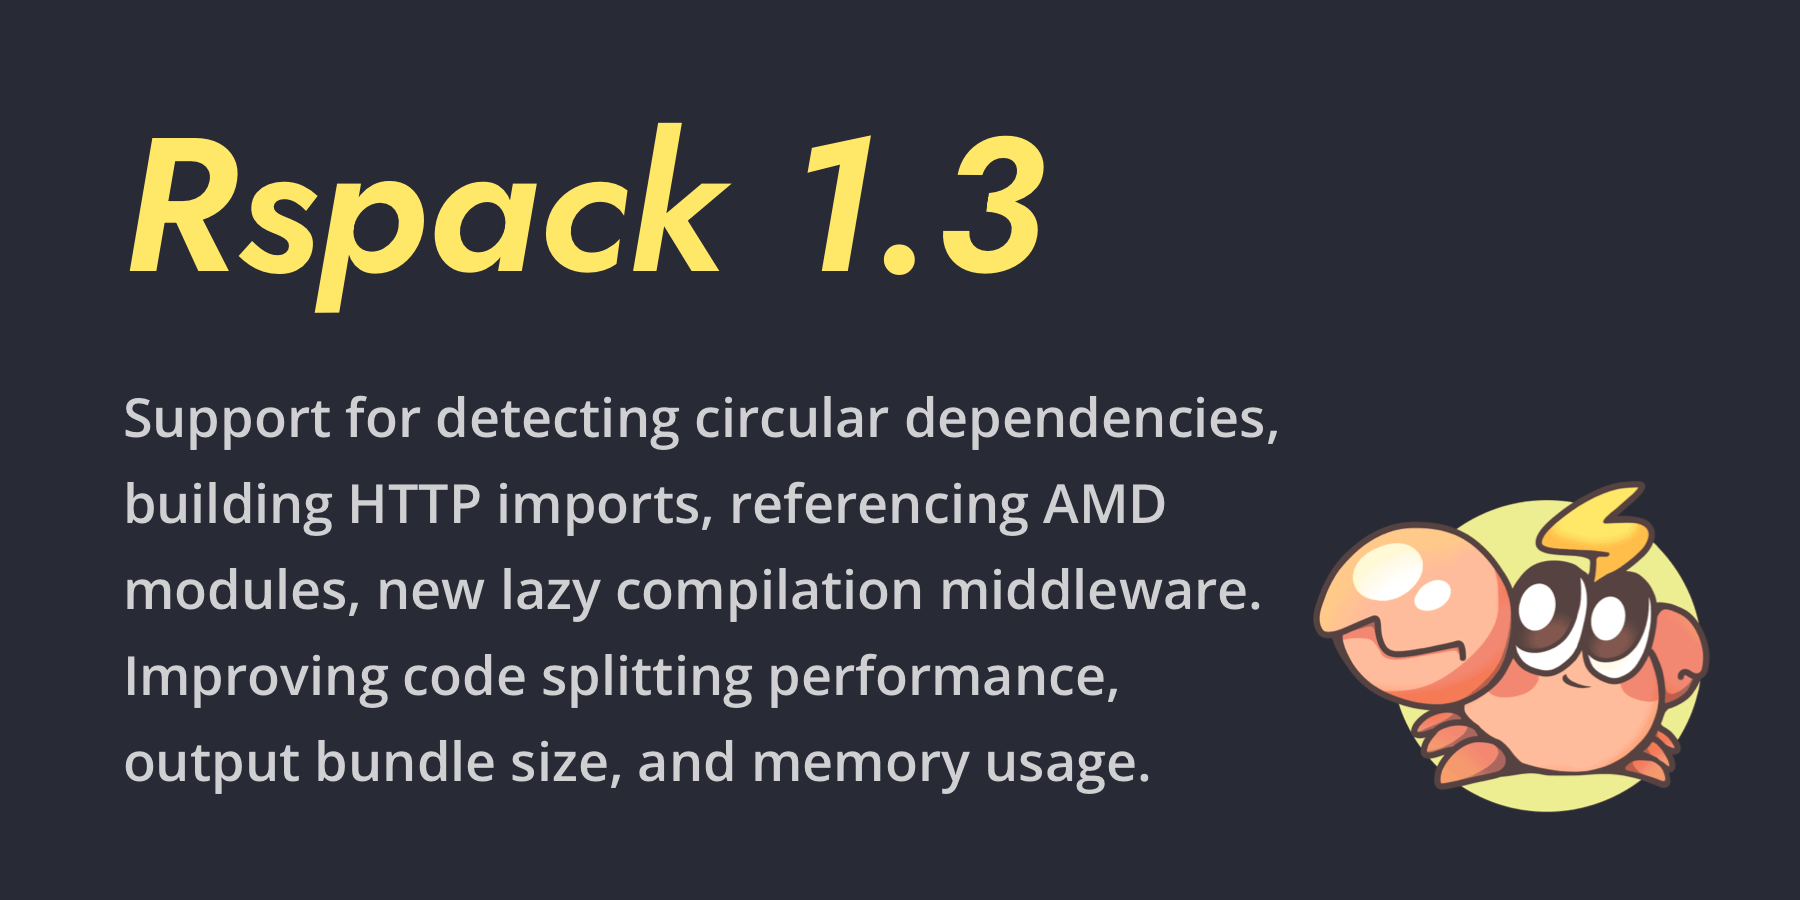 Rspack 1.3
Support for detecting circular dependencies,
building HTTP imports, referencing AMD
modules, new lazy compilation middleware.
Improving code splitting performance,
output bundle size, and memory usage.